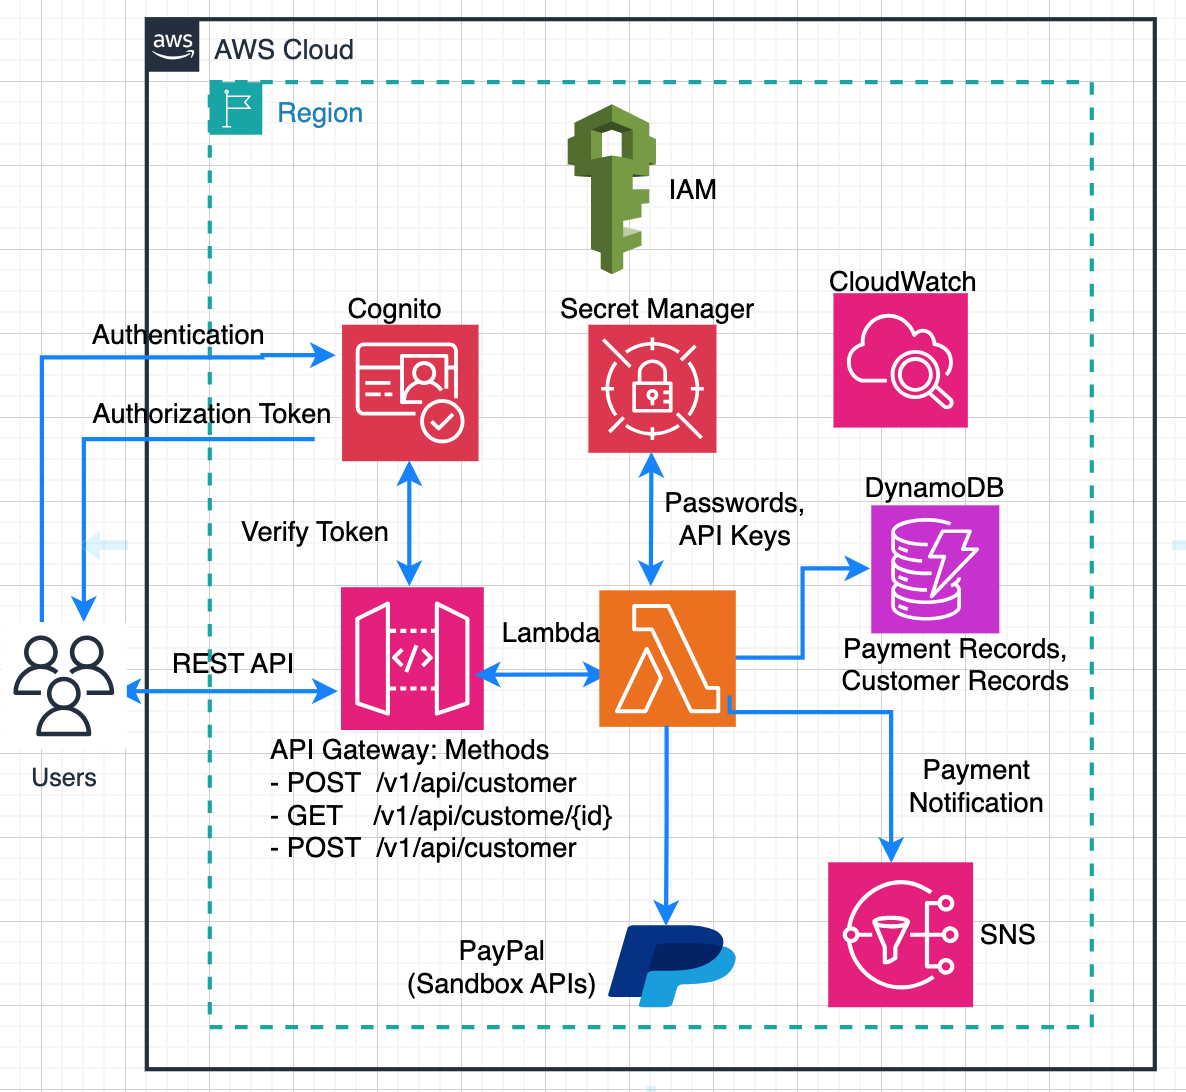 aws
AWS Cloud
Region
IAM
CloudWatch
Cognito
Secret Manager
Authentication
Authorization Token
DynamoDB
Passwords,
API Keys
Verify Token
Lambda
Payment Records,
Customer Records
REST API
Users
API Gateway: Methods
- POST /v1/api/customer
- GET /v1/api/custome/{id}
- POST /v1/api/customer
Payment
Notification
SNS
PayPal
(Sandbox APIs)